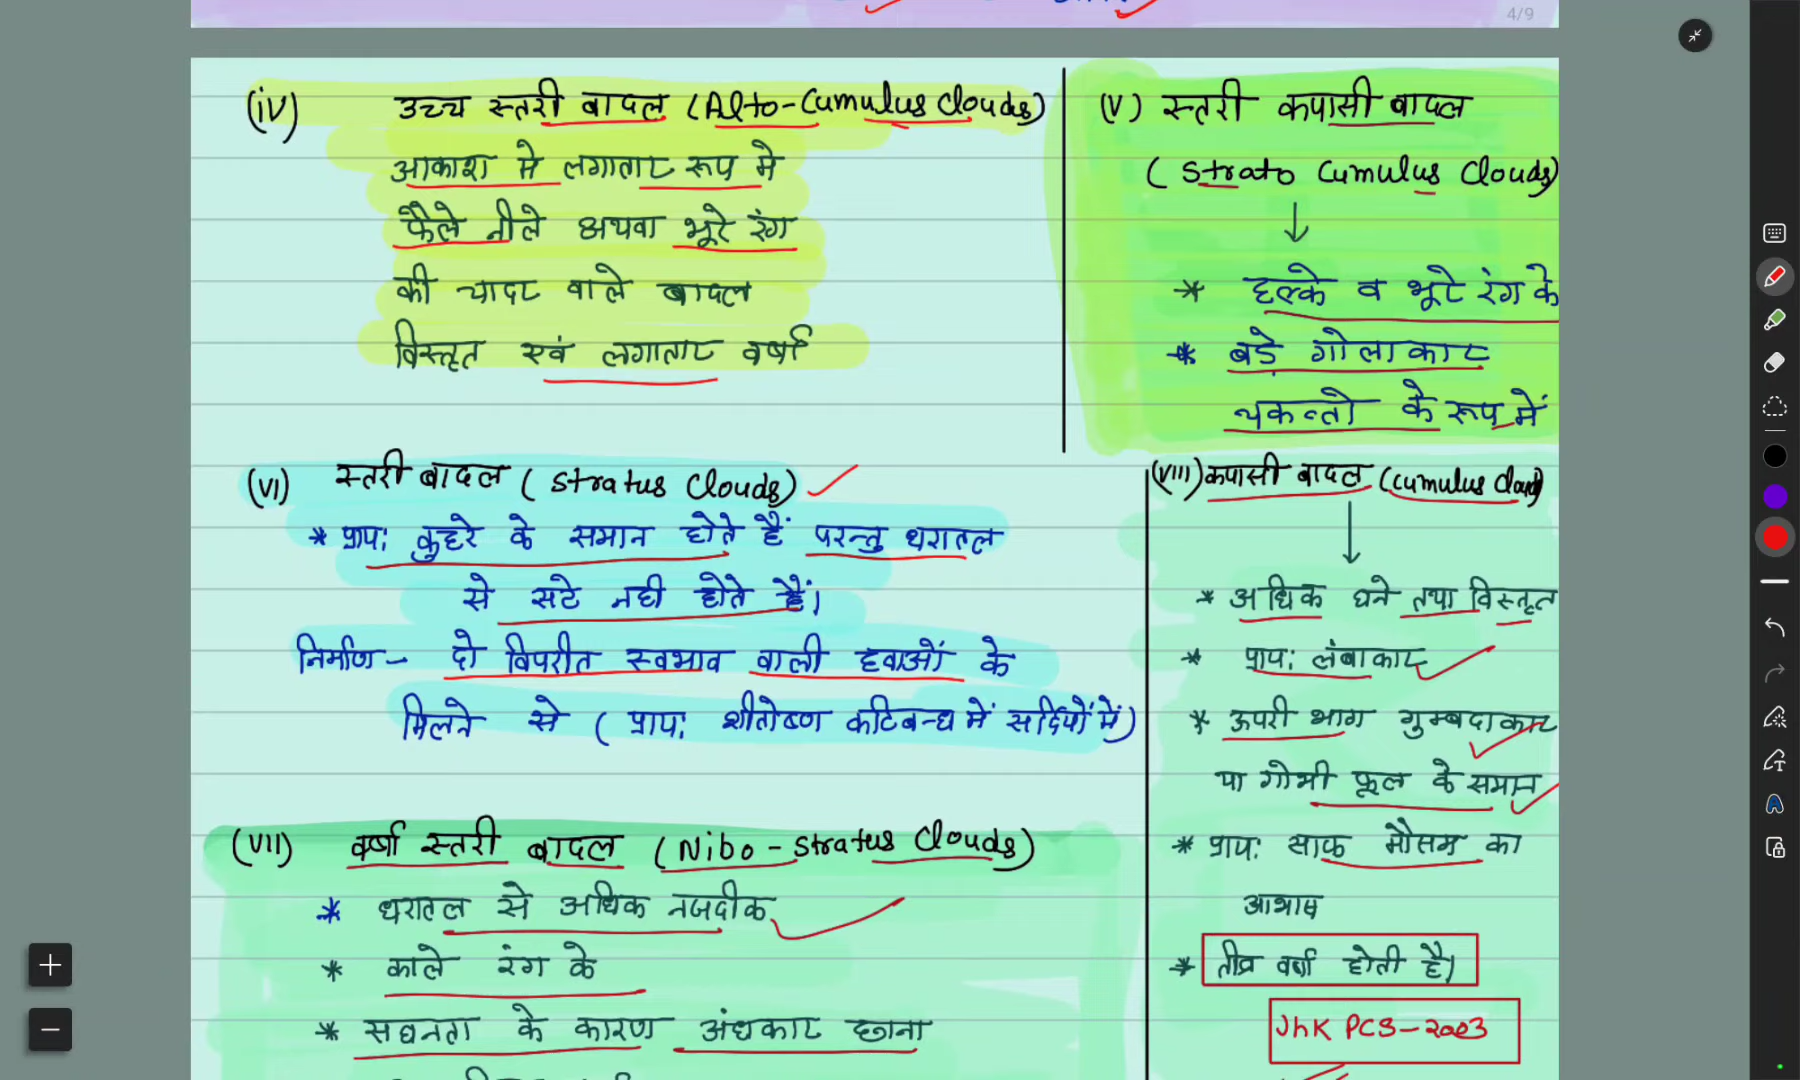 4/9
(iv) उच्च स्तरी बादल (Alto-Cumulus Clouds)
आकाश मे लगातार रूप मे
फैले नीले अथवा भूरे रंग
की चादर वाले बादल
विस्तृत एवं लगातार वर्षा
(V) स्तरी कपासी बादल
(Strato Cumulus Clouds)
* हल्के व भूरे रंग के
* बड़े गोलाकार
चकत्तो के रूप में
(VI) स्तरी बादल (Stratus Clouds)
* प्राय: कुहरे के समान होते हैं परन्तु धरातल
से सटे नही होते हैं।
निर्माण - दो विपरीत स्वभाव वाली हवाओं के
मिलने से (प्राय: शीतोष्ण कटिबन्ध में सर्दियों में)
(VII) वर्षा स्तरी बादल (Nibo-Stratus Clouds)
* धरातल से अधिक नजदीक
* काले रंग के
* सघनता के कारण अंधकार छाना
(VIII) कपासी बादल (Cumulus Cloud)
* अधिक घने तथा विस्तृत
* प्राय: लंबाकार
* ऊपरी भाग गुम्बदाकार
या गोभी फूल के समान
* प्राय: साफ मौसम का
आभाष
* तीव्र वर्षा होती है।
JhK PCS-2003